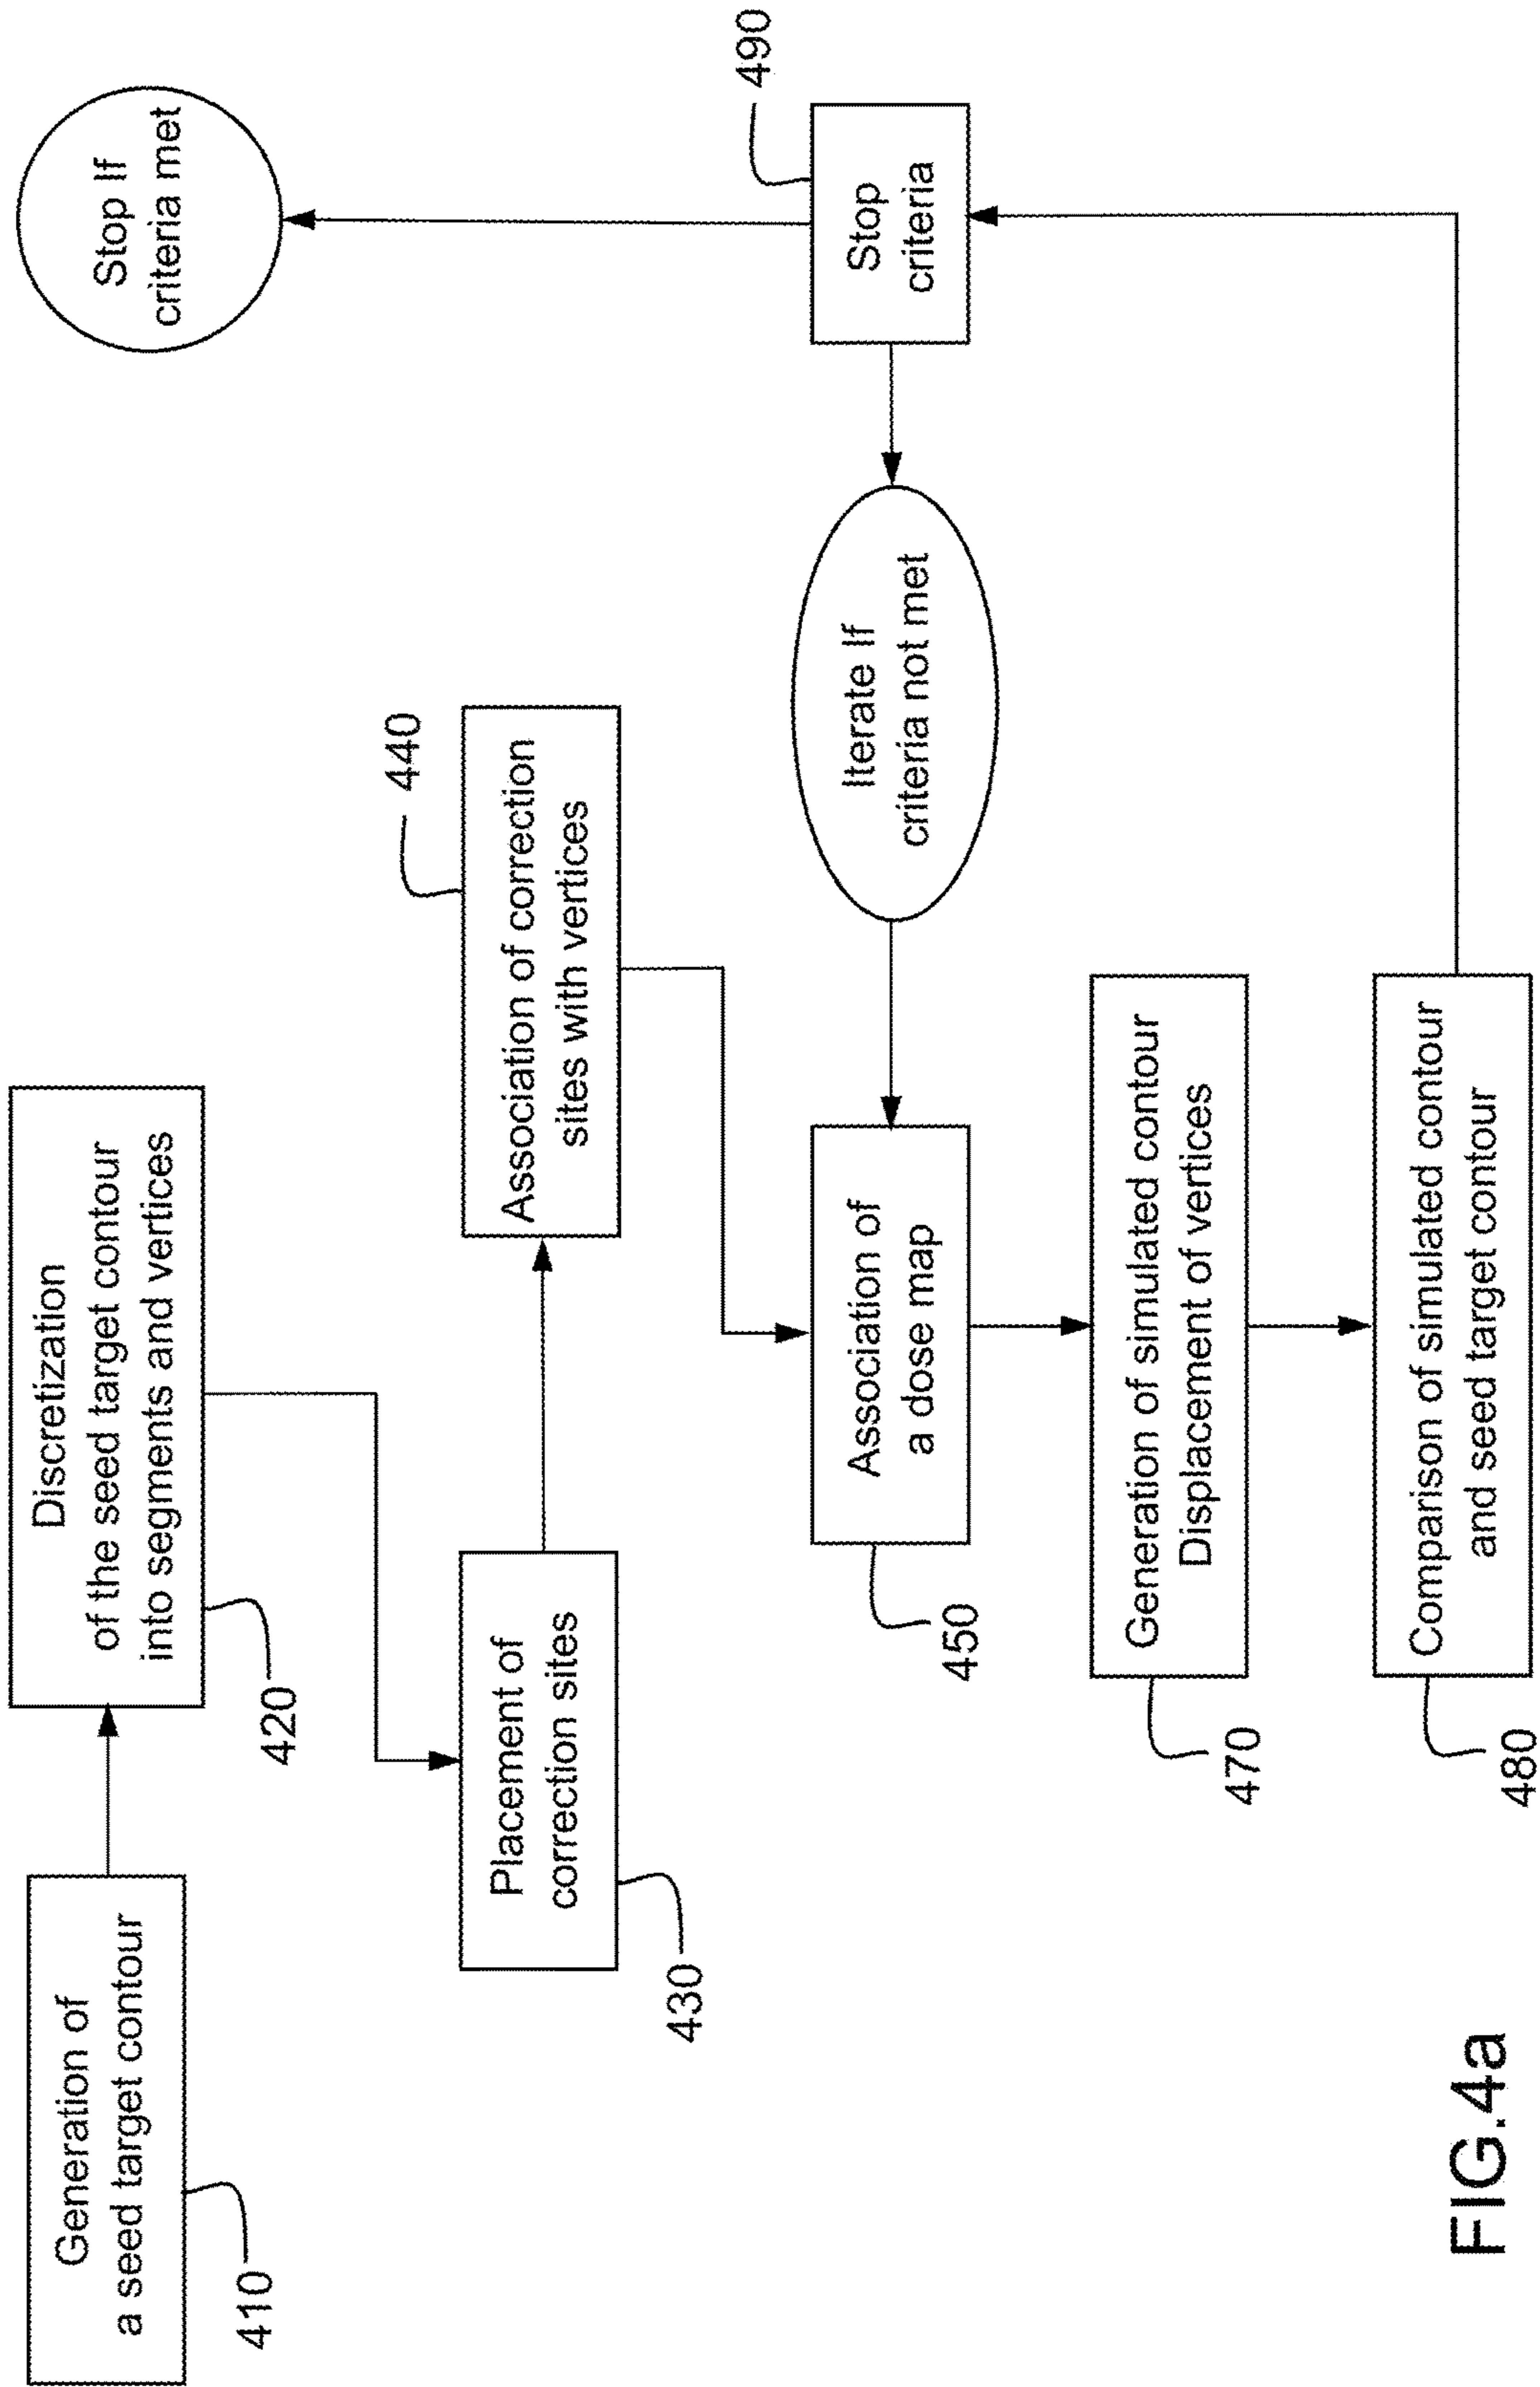 Generation of
a seed target contour
410
Discretization
of the seed target contour
into segments and vertices
420
Placement of
correction sites
430
Association of correction
sites with vertices
440
Association of
a dose map
450
Generation of simulated contour
Displacement of vertices
470
Comparison of simulated contour
and seed target contour
480
Stop
criteria
490
Iterate If
criteria not met
Stop If
criteria met
FIG.4a